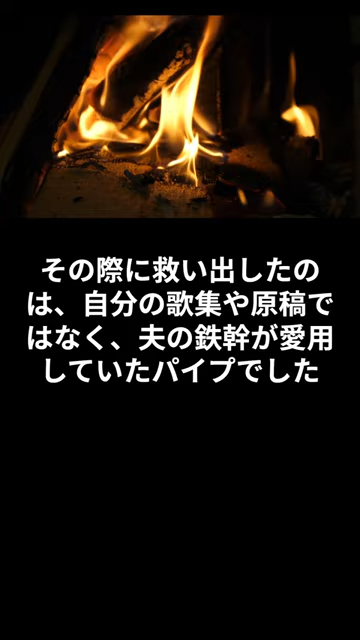 その際に救い出したの
は、自分の歌集や原稿で
はなく、夫の鉄幹が愛用
していたパイプでした